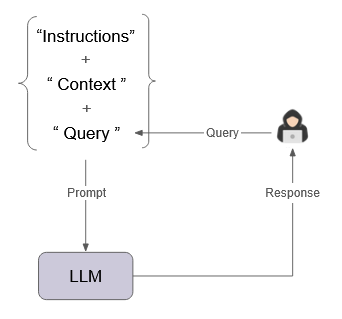 “Instructions”
+
“ Context ”
+
“ Query ”
Query
Prompt
Response
LLM